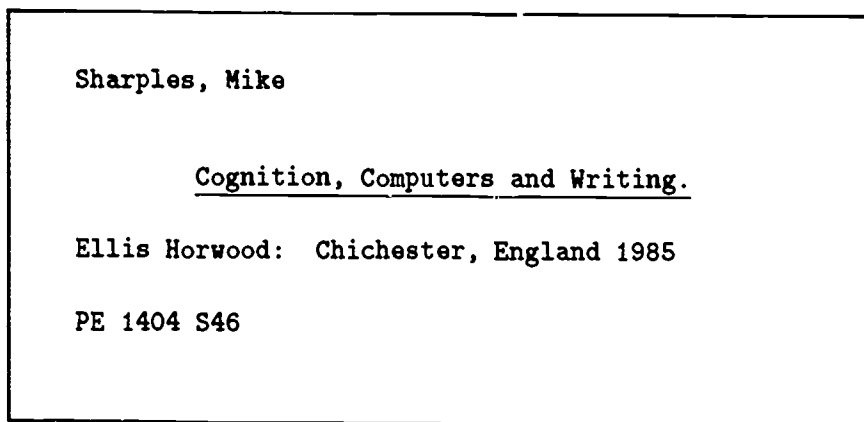 Sharples, Mike
Cognition, Computers and Writing.
Ellis Horwood: Chichester, England 1985
PE 1404 S46